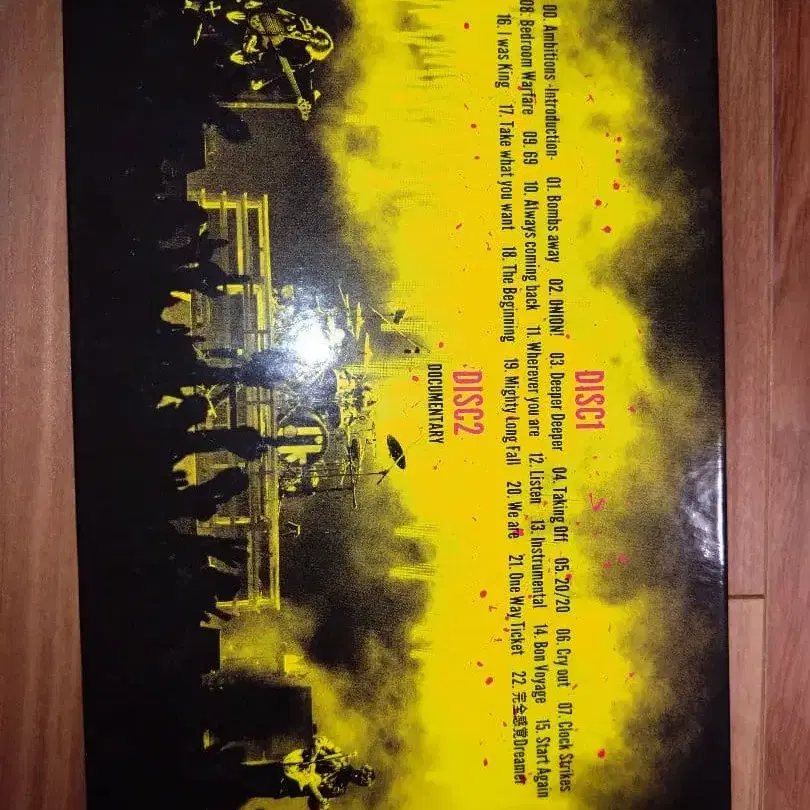 DISC1
00. Ambitions -Introduction- 01. Bombs away 02. ONION! 03. Deeper Deeper 04. Taking Off 05. 20/20 06. Cry out 07. Clock Strikes
08. Bedroom Warfare 09. 69 10. Always coming back 11. Wherever you are 12. Listen 13. Instrumental 14. Bon Voyage 15. Start Again
16. I was King 17. Take what you want 18. The Beginning 19. Mighty Long Fall 20. We are 21. One Way Ticket 22. 完全感覚Dreamer
DISC2
DOCUMENTARY